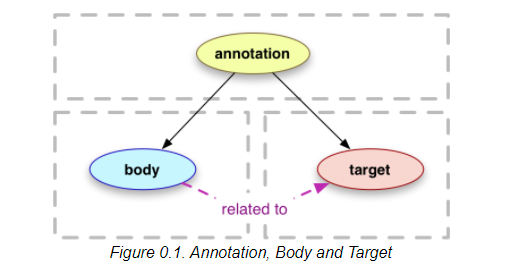 annotation
body
target
related to
Figure 0.1. Annotation, Body and Target